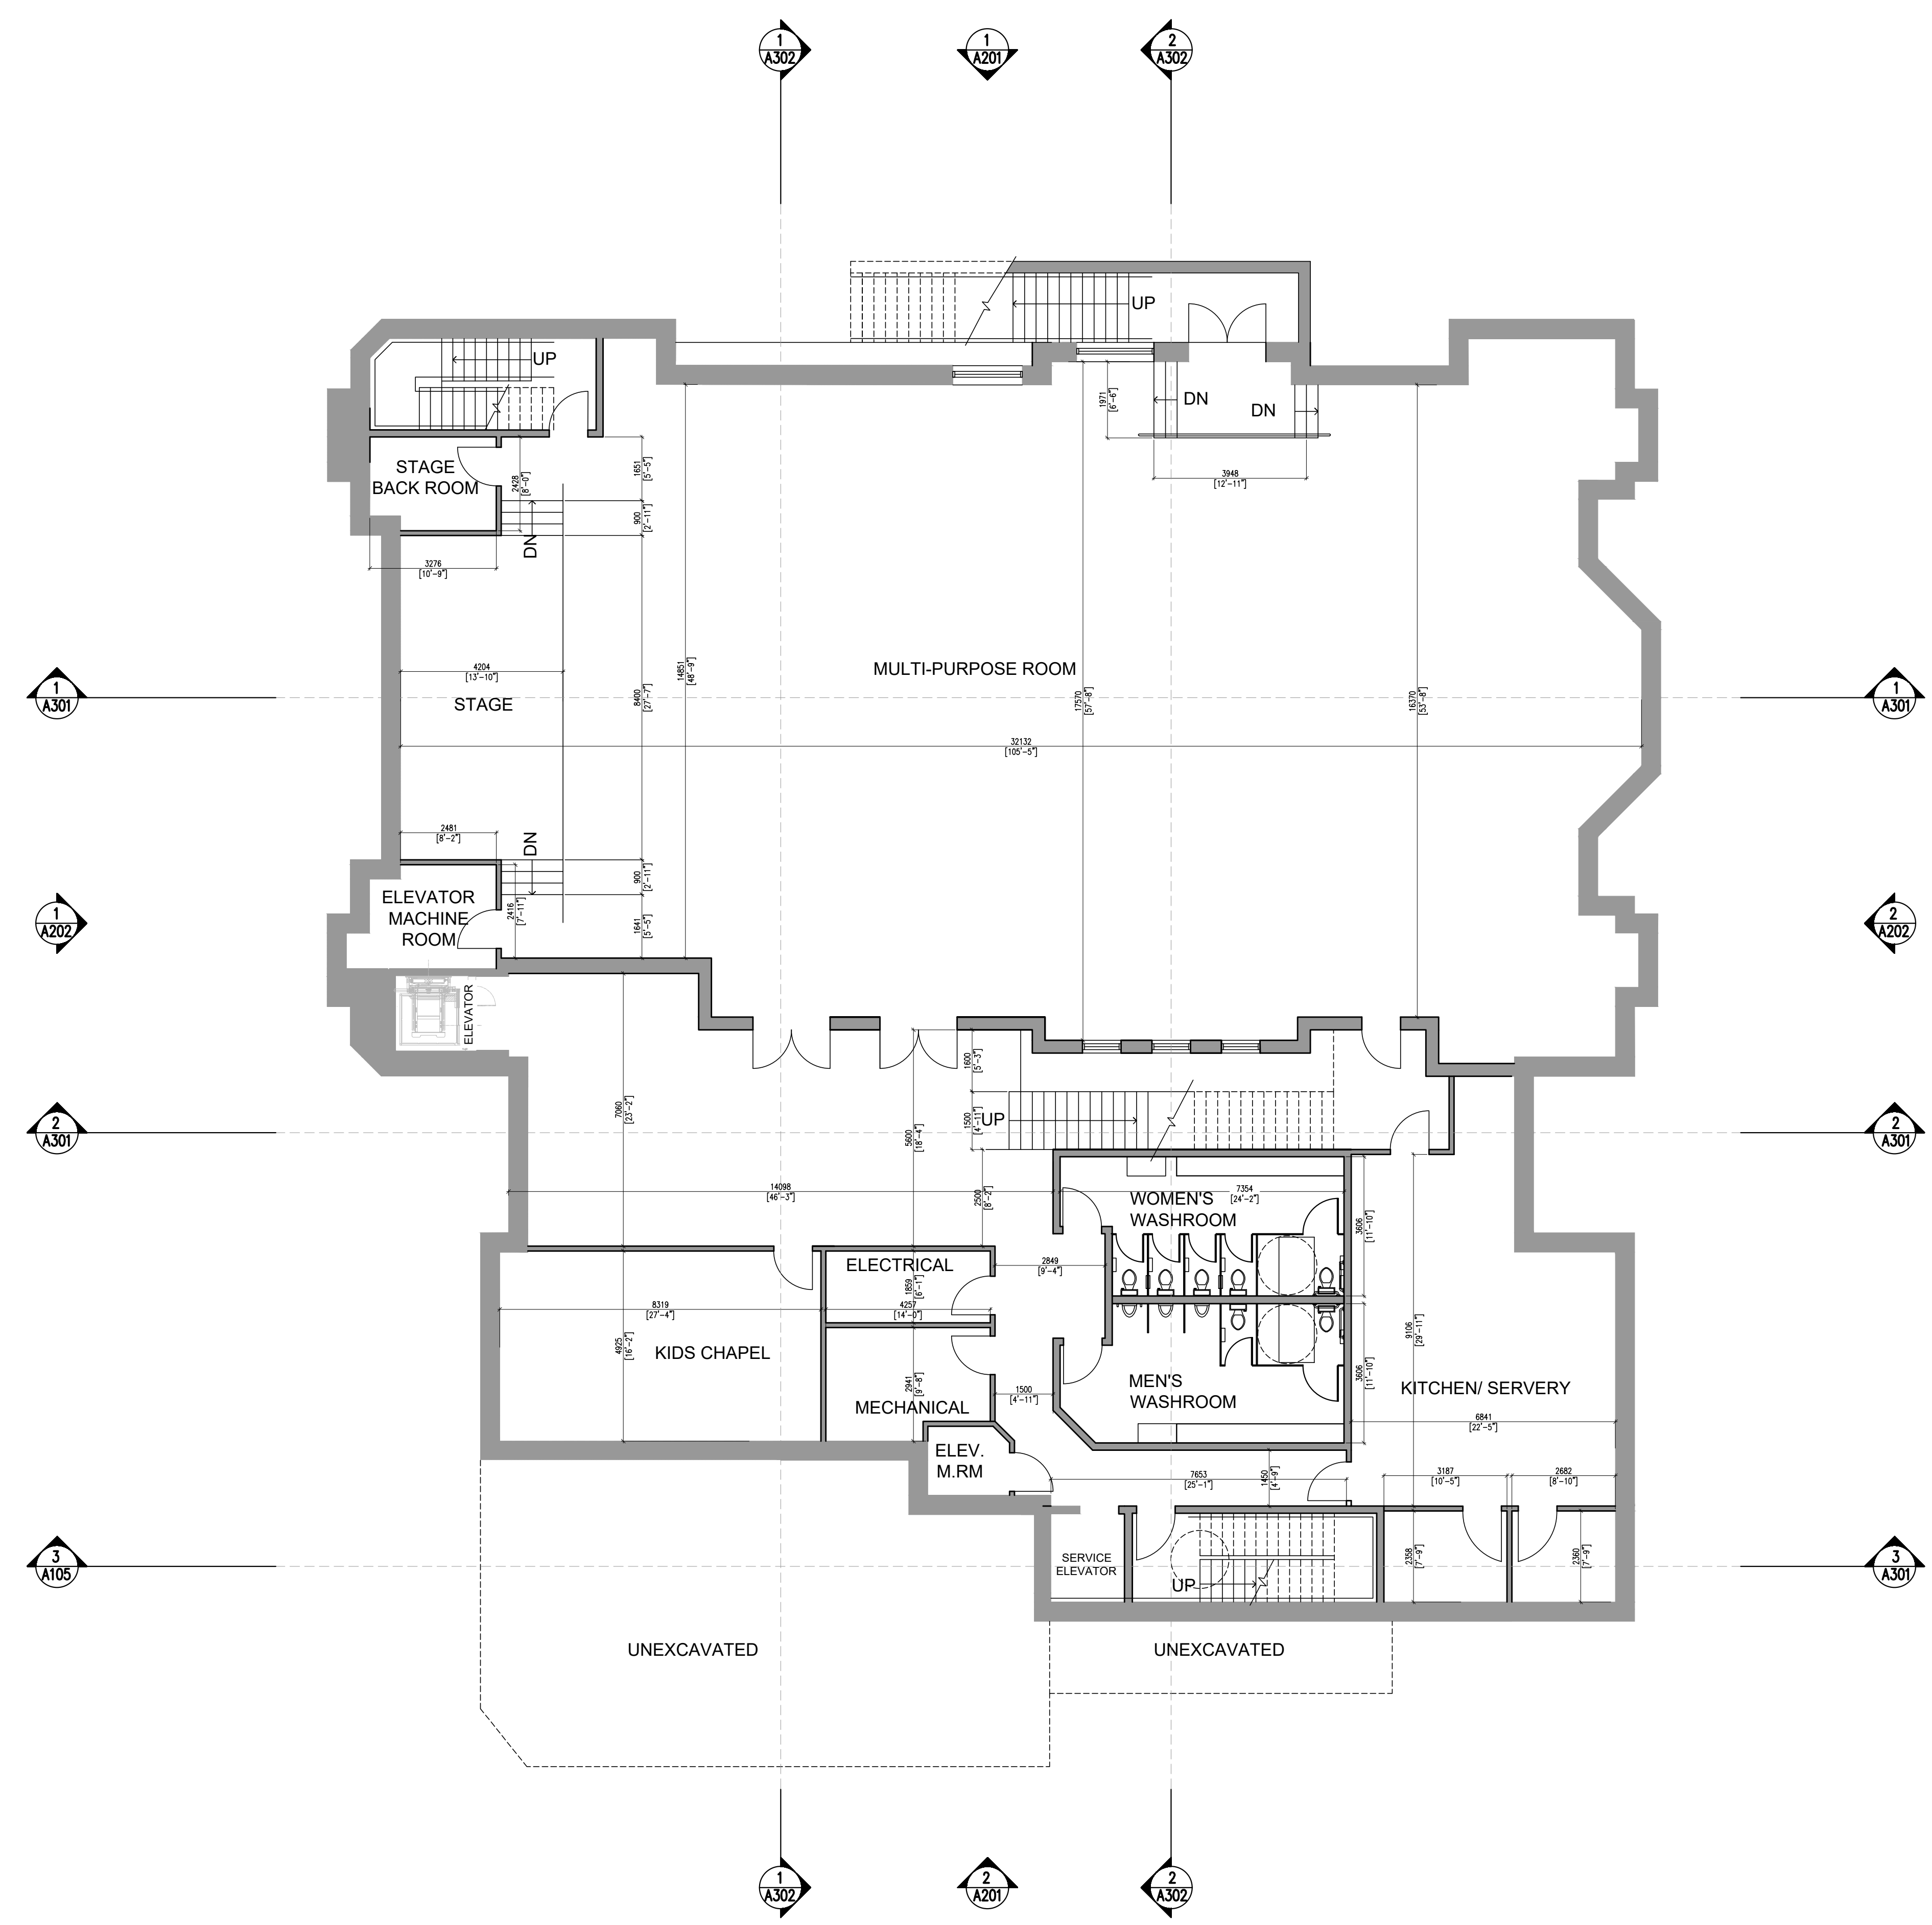 1
A302
1
A201
2
A302
UP
UP
DN
DN
1971
[6'-6"]
3948
[12'-11"]
STAGE
BACK ROOM
2428
[8'-0"]
1651
[5'-5"]
900
[2'-11"]
DN
3276
[10'-9"]
4204
[13'-10"]
STAGE
8400
[27'-7"]
14851
[48'-9"]
MULTI-PURPOSE ROOM
17570
[57'-8"]
16370
[53'-8"]
32132
[105'-5"]
1
A301
1
A301
2481
[8'-2"]
DN
900
[2'-11"]
ELEVATOR
MACHINE
ROOM
2416
[7'-11"]
1641
[5'-5"]
1
A202
2
A202
ELEVATOR
7060
[23'-2"]
5600
[18'-4"]
1600
[5'-3"]
1500
[4'-11"]
UP
2
A301
2
A301
14098
[46'-3"]
2500
[8'-2"]
7354
[24'-2"]
WOMEN'S
WASHROOM
3606
[11'-10"]
ELECTRICAL
1859
[6'-1"]
4257
[14'-0"]
2849
[9'-4"]
8319
[27'-4"]
4925
[16'-2"]
KIDS CHAPEL
2941
[9'-8"]
MECHANICAL
1500
[4'-11"]
MEN'S
WASHROOM
3606
[11'-10"]
9106
[29'-11"]
KITCHEN/ SERVERY
6841
[22'-5"]
ELEV.
M.RM
7653
[25'-1"]
1450
[4'-9"]
3187
[10'-5"]
2682
[8'-10"]
SERVICE
ELEVATOR
UP
2358
[7'-9"]
2360
[7'-9"]
3
A105
3
A301
UNEXCAVATED
UNEXCAVATED
1
A302
2
A201
2
A302